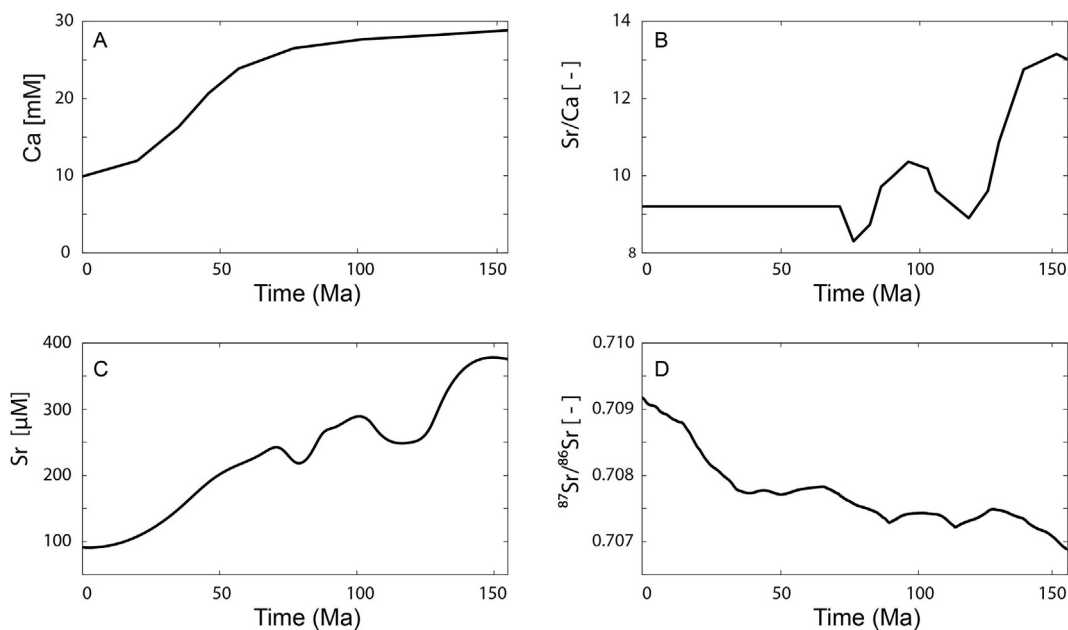 A
Ca [mM]
30
20
10
0
0 50 100 150
Time (Ma)
B
Sr/Ca [ - ]
14
12
10
8
0 50 100 150
Time (Ma)
C
Sr [µM]
400
300
200
100
0 50 100 150
Time (Ma)
D
⁸⁷Sr/⁸⁶Sr [ - ]
0.710
0.709
0.708
0.707
0 50 100 150
Time (Ma)